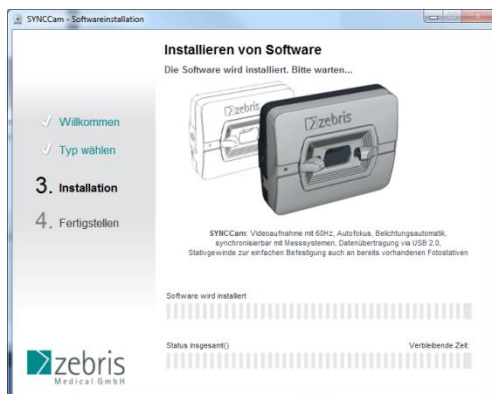 SYNCCam - Softwareinstallation
Installieren von Software
Die Software wird installiert. Bitte warten...
Willkommen
Typ wählen
3. Installation
4. Fertigstellen
zebris
zebris
SYNCCam: Videoaufnahme mit 60Hz, Autofokus, Belichtungsautomatik,
synchronisierbar mit Messsystemen, Datenübertragung via USB 2.0,
Stativgewinde zur einfachen Befestigung auch an bereits vorhandenen Fotostativen
Software wird installiert
Status insgesamt() Verbleibende Zeit:
zebris
Medical GmbH